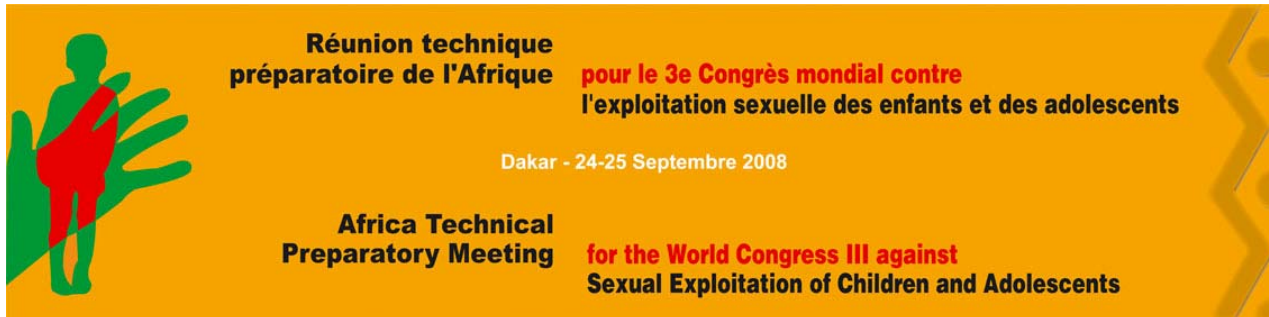 Réunion technique
préparatoire de l'Afrique
pour le 3e Congrès mondial contre
l'exploitation sexuelle des enfants et des adolescents
Dakar - 24-25 Septembre 2008
Africa Technical
Preparatory Meeting
for the World Congress III against
Sexual Exploitation of Children and Adolescents